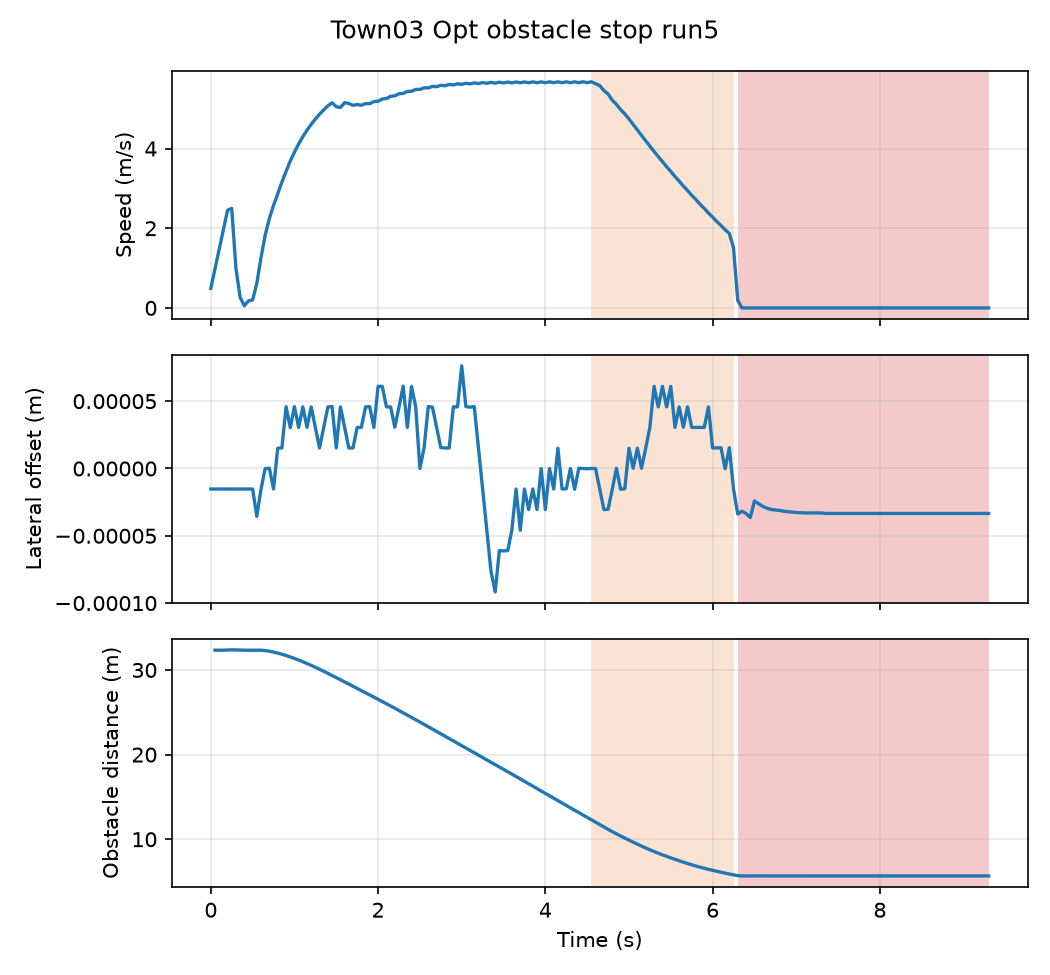 Town03 Opt obstacle stop run5
Speed (m/s)
4
2
0
Lateral offset (m)
0.00005
0.00000
−0.00005
−0.00010
Obstacle distance (m)
30
20
10
0 2 4 6 8
Time (s)